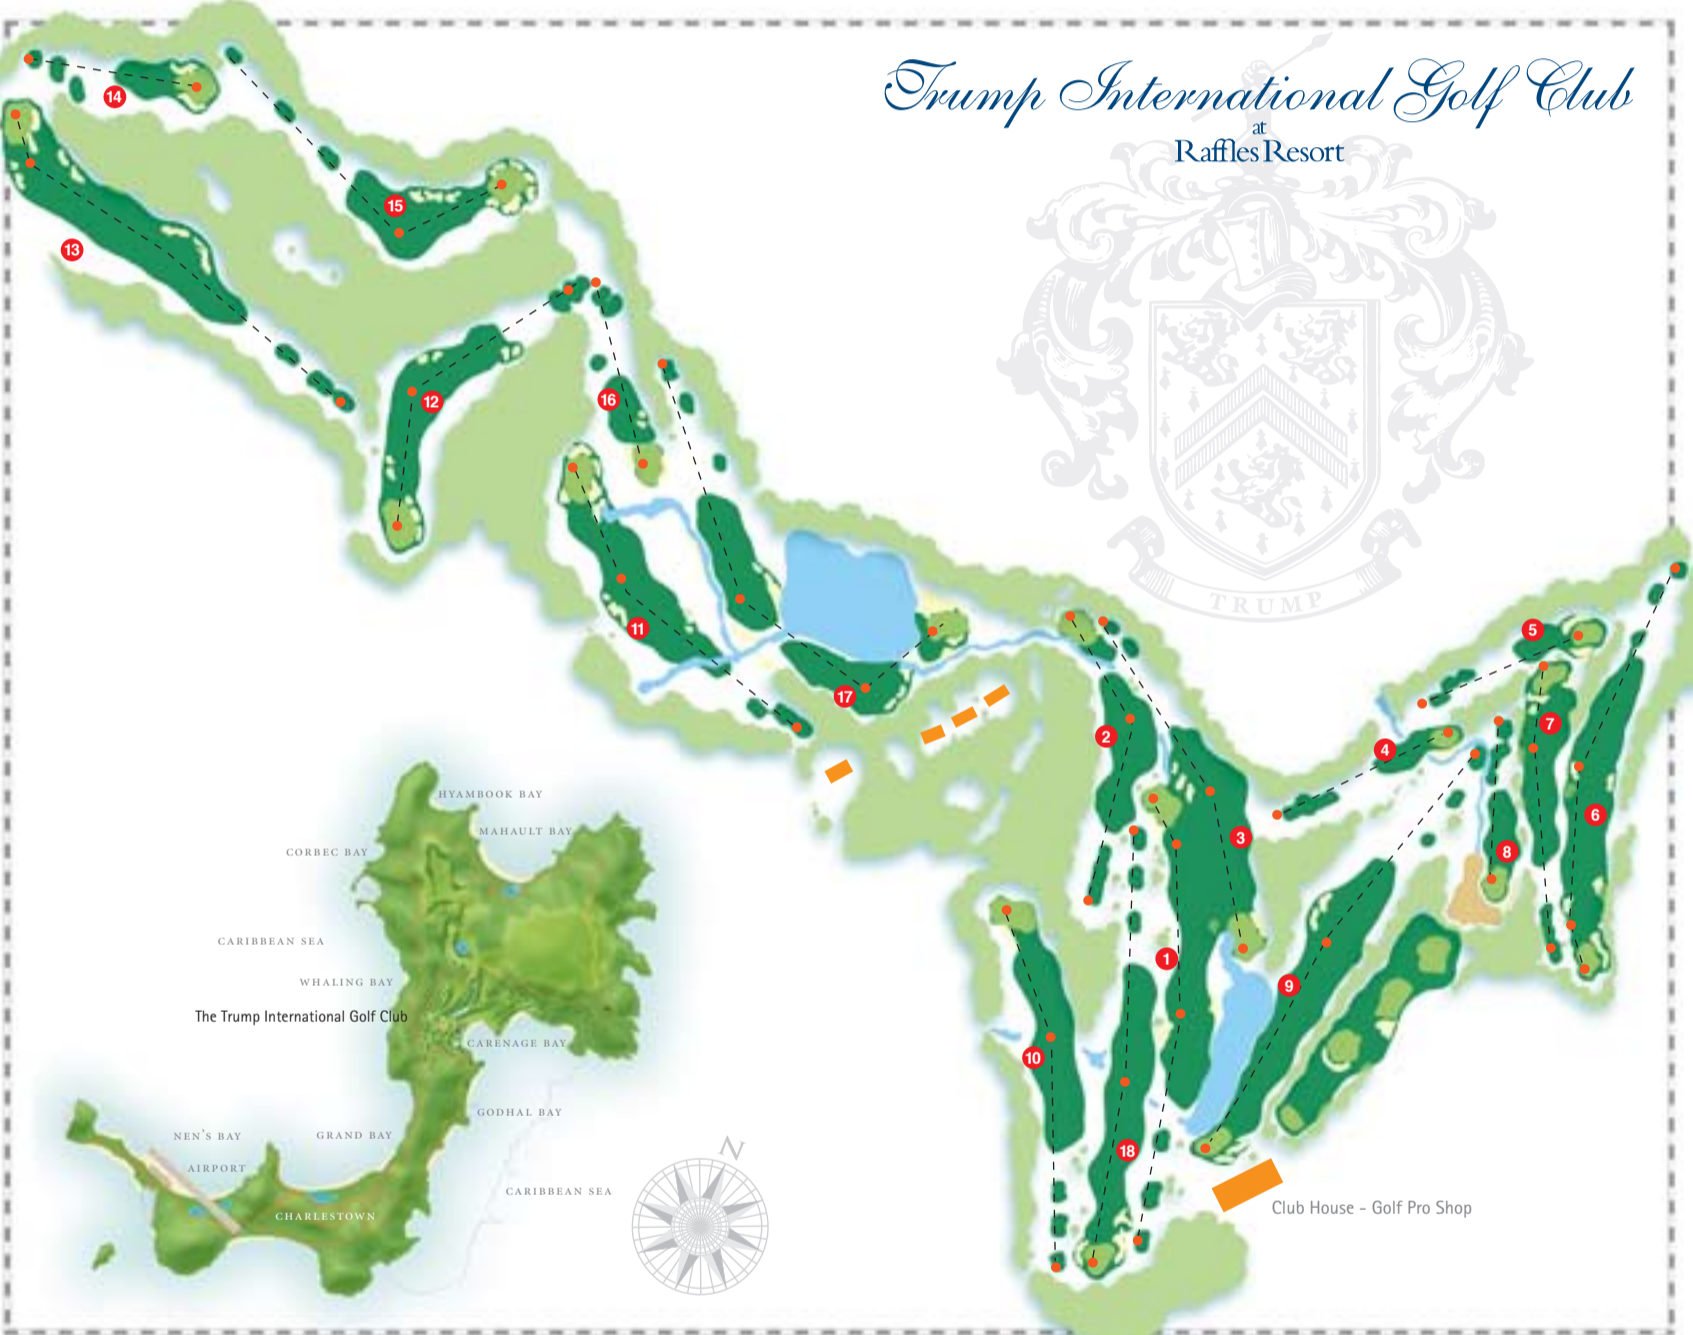 Trump International Golf Club
at
Raffles Resort
TRUMP
14
15
13
12
16
11
17
2
3
1
10
18
9
4
5
7
6
8
Club House - Golf Pro Shop
HYAMBOOK BAY
MAHAULT BAY
CORBEC BAY
CARIBBEAN SEA
WHALING BAY
The Trump International Golf Club
CARENAGE BAY
GODHAL BAY
NEN'S BAY
GRAND BAY
AIRPORT
CARIBBEAN SEA
CHARLESTOWN
N